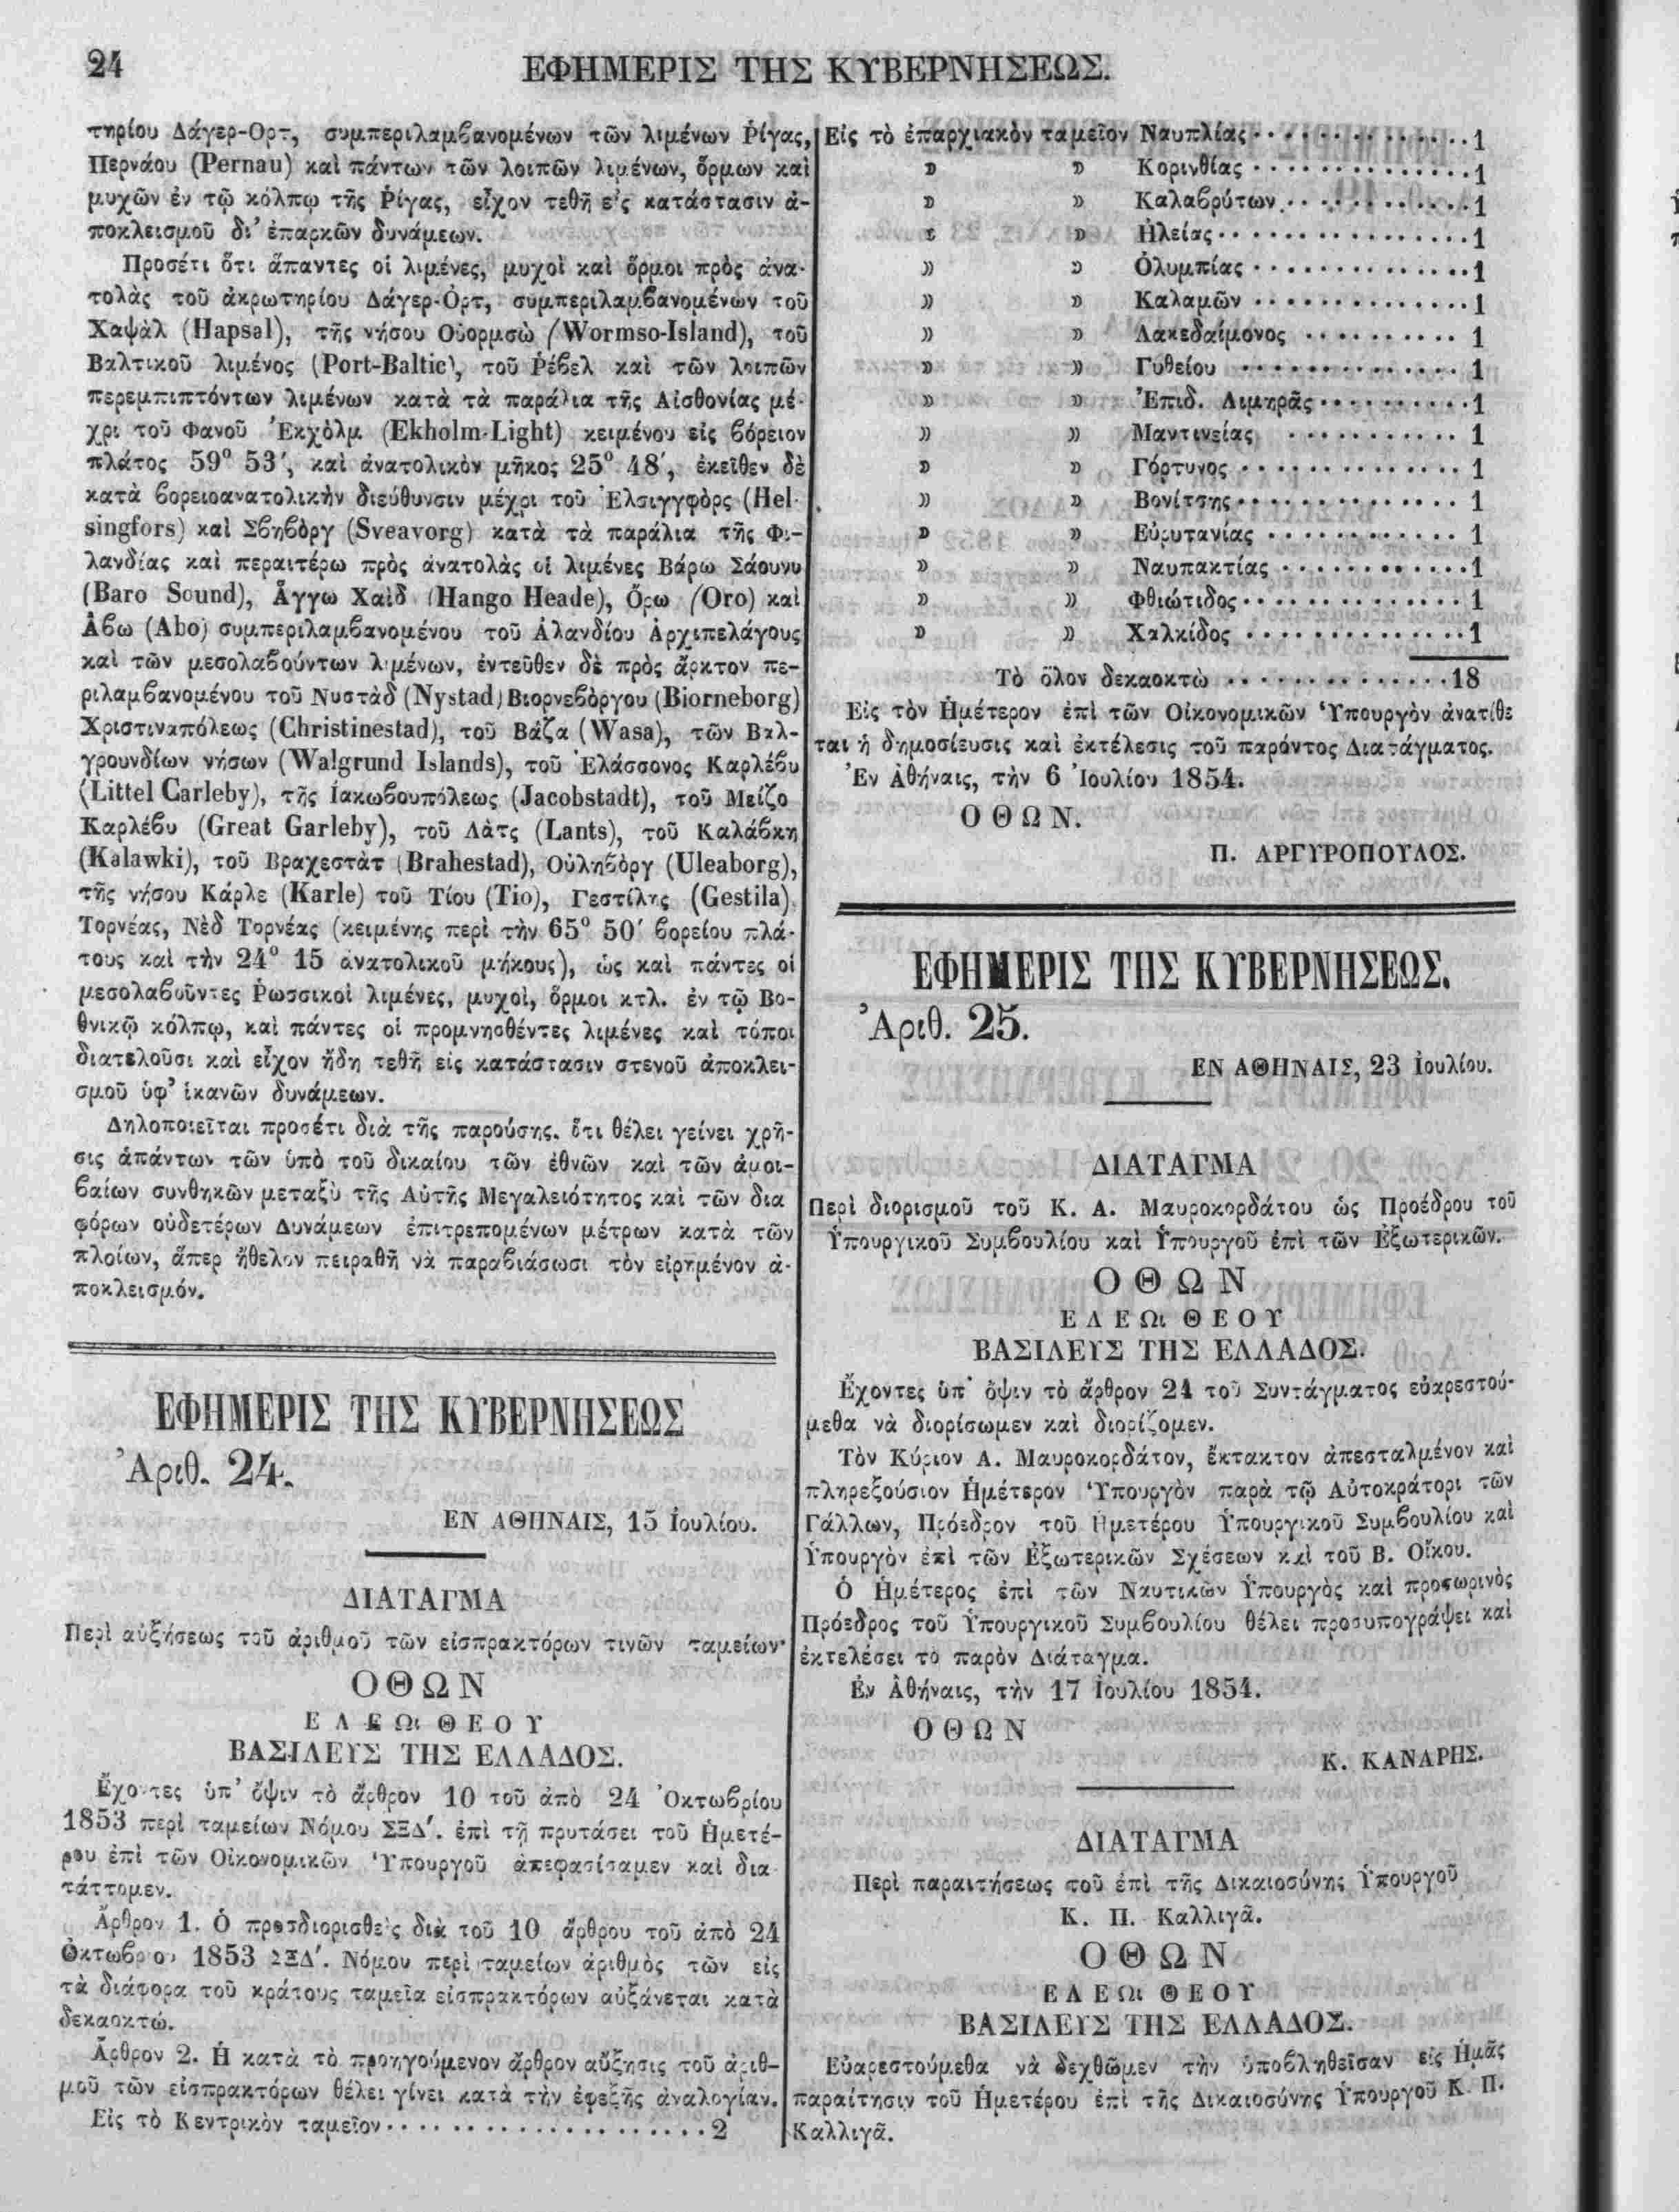 24
ΕΦΗΜΕΡΙΣ ΤΗΣ ΚΥΒΕΡΝΗΣΕΩΣ.
τηρίου Δάγερ-Ορτ, συμπεριλαμβανομένων τῶν λιμένων Ῥίγας,
Περνάου (Pernau) καὶ πάντων τῶν λοιπῶν λιμένων, ὅρμων καὶ
μυχῶν ἐν τῷ κόλπῳ τῆς Ῥίγας, εἶχον τεθῆ εἰς κατάστασιν ἀ-
ποκλεισμοῦ δι' ἐπαρκῶν δυνάμεων.
Προσέτι ὅτι ἅπαντες οἱ λιμένες, μυχοὶ καὶ ὅρμοι πρὸς ἀνα-
τολὰς τοῦ ἀκρωτηρίου Δάγερ-Ὀρτ, συμπεριλαμβανομένων τοῦ
Χαψὰλ (Hapsal), τῆς νήσου Οὐορμσὼ (Wormso-Island), τοῦ
Βαλτικοῦ λιμένος (Port-Baltic), τοῦ Ῥέβελ καὶ τῶν λοιπῶν
περεμπιπτόντων λιμένων κατὰ τὰ παράλια τῆς Αἰσθονίας μέ-
χρι τοῦ Φανοῦ Ἐκχὸλμ (Ekholm-Light) κειμένου εἰς βόρειον
πλάτος 59° 53', καὶ ἀνατολικὸν μῆκος 25° 48', ἐκεῖθεν δὲ
κατὰ βορειοανατολικὴν διεύθυνσιν μέχρι τοῦ Ἐλσιγγφὸρς (Hel-
singfors) καὶ Σβηβὸργ (Sveavorg) κατὰ τὰ παράλια τῆς Φι-
λανδίας καὶ περαιτέρω πρὸς ἀνατολὰς οἱ λιμένες Βάρω Σάουνυ
(Baro Sound), Ἄγγω Χαὶδ (Hango Heade), Ὄρω (Oro) καὶ
Ἄβω (Abo) συμπεριλαμβανομένου τοῦ Ἀλανδίου Ἀρχιπελάγους
καὶ τῶν μεσολαβούντων λιμένων, ἐντεῦθεν δὲ πρὸς ἄρκτον πε-
ριλαμβανομένου τοῦ Νυστὰδ (Nystad) Βιορνεβόργου (Biorneborg)
Χριστιναπόλεως (Christinestad), τοῦ Βάζα (Wasa), τῶν Βαλ-
γρουνδίων νήσων (Walgrund Islands), τοῦ Ἐλάσσονος Καρλέβυ
(Littel Carleby), τῆς Ἰακωβουπόλεως (Jacobstadt), τοῦ Μείζο
Καρλέβυ (Great Garleby), τοῦ Λὰτς (Lants), τοῦ Καλάβκη
(Kalawki), τοῦ Βραχεστὰτ (Brahestad), Οὐληβὸργ (Uleaborg),
τῆς νήσου Κάρλε (Karle) τοῦ Τίου (Tio), Γεστίλης (Gestila),
Τορνέας, Νὲδ Τορνέας (κειμένης περὶ τὴν 65° 50' βορείου πλά-
τους καὶ τὴν 24° 15 ἀνατολικοῦ μήκους), ὡς καὶ πάντες οἱ
μεσολαβοῦντες Ῥωσσικοὶ λιμένες, μυχοὶ, ὅρμοι κτλ. ἐν τῷ Βο-
θνικῷ κόλπῳ, καὶ πάντες οἱ προμνησθέντες λιμένες καὶ τόποι
διατελοῦσι καὶ εἶχον ἤδη τεθῆ εἰς κατάστασιν στενοῦ ἀποκλει-
σμοῦ ὑφ' ἱκανῶν δυνάμεων.
Δηλοποιεῖται προσέτι διὰ τῆς παρούσης, ὅτι θέλει γείνει χρῆ-
σις ἁπάντων τῶν ὑπὸ τοῦ δικαίου τῶν ἐθνῶν καὶ τῶν ἀμοι-
βαίων συνθηκῶν μεταξὺ τῆς Αὐτῆς Μεγαλειότητος καὶ τῶν δια
φόρων οὐδετέρων Δυνάμεων ἐπιτρεπομένων μέτρων κατὰ τῶν
πλοίων, ἅπερ ἤθελον πειραθῆ νὰ παραβιάσωσι τὸν εἰρημένον ἀ-
ποκλεισμόν.
ΕΦΗΜΕΡΙΣ ΤΗΣ ΚΥΒΕΡΝΗΣΕΩΣ
Ἀριθ. 24.
ΕΝ ΑΘΗΝΑΙΣ, 15 Ἰουλίου.
ΔΙΑΤΑΓΜΑ
Περὶ αὐξήσεως τοῦ ἀριθμοῦ τῶν εἰσπρακτόρων τινῶν ταμείων·
ΟΘΩΝ
ΕΛΕΩι ΘΕΟΥ
ΒΑΣΙΛΕΥΣ ΤΗΣ ΕΛΛΑΔΟΣ.
Ἔχοντες ὑπ' ὄψιν τὸ ἄρθρον 10 τοῦ ἀπὸ 24 Ὀκτωβρίου
1853 περὶ ταμείων Νόμου ΣΞΔ'. ἐπὶ τῇ προτάσει τοῦ Ἡμετέ-
ρου ἐπὶ τῶν Οἰκονομικῶν Ὑπουργοῦ ἀπεφασίσαμεν καὶ δια
τάττομεν.
Ἄρθρον 1. Ὁ προσδιορισθεὶς διὰ τοῦ 10 ἄρθρου τοῦ ἀπὸ 24
Ὀκτωβρίου 1853 ΣΞΔ'. Νόμου περὶ ταμείων ἀριθμὸς τῶν εἰς
τὰ διάφορα τοῦ κράτους ταμεῖα εἰσπρακτόρων αὐξάνεται κατὰ
δεκαοκτώ.
Ἄρθρον 2. Ἡ κατὰ τὸ προηγούμενον ἄρθρον αὔξησις τοῦ ἀριθ-
μοῦ τῶν εἰσπρακτόρων θέλει γίνει κατὰ τὴν ἐφεξῆς ἀναλογίαν.
Εἰς τὸ Κεντρικὸν ταμεῖον . . . . . . . . . . 2
Εἰς τὸ ἐπαρχιακὸν ταμεῖον Ναυπλίας . . . . . . . . . . 1
» » Κορινθίας . . . . . . . . . . 1
» » Καλαβρύτων . . . . . . . . . . 1
» » Ἠλείας . . . . . . . . . . 1
» » Ὀλυμπίας . . . . . . . . . . 1
» » Καλαμῶν . . . . . . . . . . 1
» » Λακεδαίμονος . . . . . . . . . . 1
» » Γυθείου . . . . . . . . . . 1
» » Ἐπιδ. Λιμηρᾶς . . . . . . . . . . 1
» » Μαντινείας . . . . . . . . . . 1
» » Γόρτυνος . . . . . . . . . . 1
» » Βονίτσης . . . . . . . . . . 1
» » Εὐρυτανίας . . . . . . . . . . 1
» » Ναυπακτίας . . . . . . . . . . 1
» » Φθιώτιδος . . . . . . . . . . 1
» » Χαλκίδος . . . . . . . . . . 1
Τὸ ὅλον δεκαοκτὼ . . . . . . . . . . 18
Εἰς τὸν Ἡμέτερον ἐπὶ τῶν Οἰκονομικῶν Ὑπουργὸν ἀνατίθε
ται ἡ δημοσίευσις καὶ ἐκτέλεσις τοῦ παρόντος Διατάγματος.
Ἐν Ἀθήναις, τὴν 6 Ἰουλίου 1854.
ΟΘΩΝ.
Π. ΑΡΓΥΡΟΠΟΥΛΟΣ.
ΕΦΗΜΕΡΙΣ ΤΗΣ ΚΥΒΕΡΝΗΣΕΩΣ.
Ἀριθ. 25.
ΕΝ ΑΘΗΝΑΙΣ, 23 Ἰουλίου.
ΔΙΑΤΑΓΜΑ
Περὶ διορισμοῦ τοῦ Κ. Α. Μαυροκορδάτου ὡς Προέδρου τοῦ
Ὑπουργικοῦ Συμβουλίου καὶ Ὑπουργοῦ ἐπὶ τῶν Ἐξωτερικῶν.
ΟΘΩΝ
ΕΛΕΩι ΘΕΟΥ
ΒΑΣΙΛΕΥΣ ΤΗΣ ΕΛΛΑΔΟΣ.
Ἔχοντες ὑπ' ὄψιν τὸ ἄρθρον 24 τοῦ Συντάγματος εὐαρεστού-
μεθα νὰ διορίσωμεν καὶ διορίζομεν.
Τὸν Κύριον Α. Μαυροκορδάτον, ἔκτακτον ἀπεσταλμένον καὶ
πληρεξούσιον Ἡμέτερον Ὑπουργὸν παρὰ τῷ Αὐτοκράτορι τῶν
Γάλλων, Πρόεδρον τοῦ Ἡμετέρου Ὑπουργικοῦ Συμβουλίου καὶ
Ὑπουργὸν ἐπὶ τῶν Ἐξωτερικῶν Σχέσεων καὶ τοῦ Β. Οἴκου.
Ὁ Ἡμέτερος ἐπὶ τῶν Ναυτικῶν Ὑπουργὸς καὶ προσωρινὸς
Πρόεδρος τοῦ Ὑπουργικοῦ Συμβουλίου θέλει προσυπογράψει καὶ
ἐκτελέσει τὸ παρὸν Διάταγμα.
Ἐν Ἀθήναις, τὴν 17 Ἰουλίου 1854.
ΟΘΩΝ
Κ. ΚΑΝΑΡΗΣ.
ΔΙΑΤΑΓΜΑ
Περὶ παραιτήσεως τοῦ ἐπὶ τῆς Δικαιοσύνης Ὑπουργοῦ
Κ. Π. Καλλιγᾶ.
ΟΘΩΝ
ΕΛΕΩι ΘΕΟΥ
ΒΑΣΙΛΕΥΣ ΤΗΣ ΕΛΛΑΔΟΣ.
Εὐαρεστούμεθα νὰ δεχθῶμεν τὴν ὑποβληθεῖσαν εἰς Ἡμᾶς
παραίτησιν τοῦ Ἡμετέρου ἐπὶ τῆς Δικαιοσύνης Ὑπουργοῦ Κ. Π.
Καλλιγᾶ.